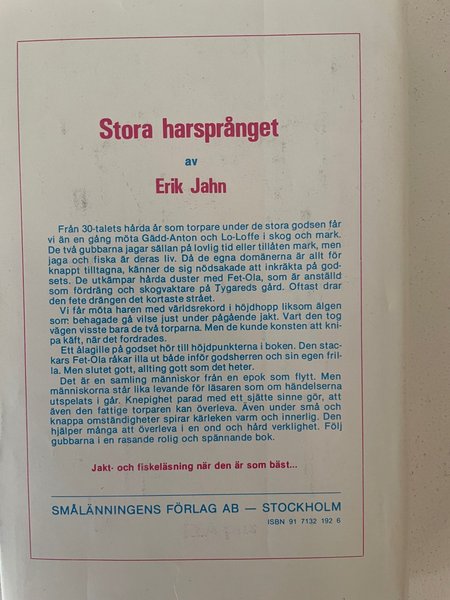 Stora harsprånget
av
Erik Jahn
Från 30-talets hårda år som torpare under de stora godsen får
vi än en gång möta Gädd-Anton och Lo-Loffe i skog och mark.
De två gubbarna jagar sällan på lovlig tid eller tillåten mark, men
jaga och fiska är deras liv. Då de egna domänerna är allt för
knappt tilltagna, känner de sig nödsakade att inkräkta på god-
sets. De utkämpar hårda duster med Fet-Ola, som är anställd
som fördräng och skogvaktare på Tygareds gård. Oftast drar
den fete drängen det kortaste strået.
Vi får möta haren med världsrekord i höjdhopp liksom älgen
som behagade gå vilse just under pågående jakt. Vart den tog
vägen visste bara de två torparna. Men de kunde konsten att kni-
pa käft, när det fordrades.
Ett ålagille på godset hör till höjdpunkterna i boken. Den stac-
kars Fet-Ola råkar illa ut både inför godsherren och sin egen fril-
la. Men slutet gott, allting gott som det heter.
Det är en samling människor från en epok som flytt. Men
människorna står lika levande för läsaren som om händelserna
utspelats i går. Knepighet parad med ett sjätte sinne gör, att
även den fattige torparen kan överleva. Även under små och
knappa omständigheter spirar kärleken varm och innerlig. Den
hjälper många att överleva i en ond och hård verklighet. Följ
gubbarna i en rasande rolig och spännande bok.
Jakt- och fiskeläsning när den är som bäst...
SMÅLÄNNINGENS FÖRLAG AB — STOCKHOLM
ISBN 91 7132 192 6